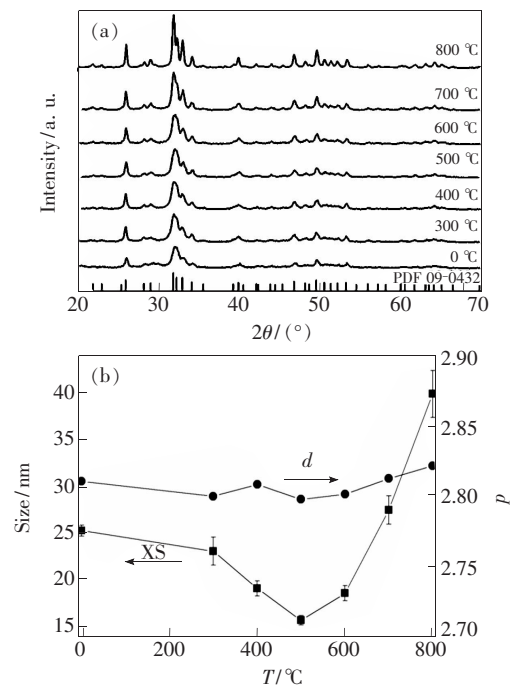 (a)
800 ℃
700 ℃
600 ℃
500 ℃
400 ℃
300 ℃
0 ℃
PDF 09-0432
Intensity/a. u.
20 30 40 50 60 70
2θ/(°)
(b)
40
35
30
25
20
15
Size/nm
d
XS
2.90
2.85
2.80
2.75
2.70
d
0 200 400 600 800
T/℃